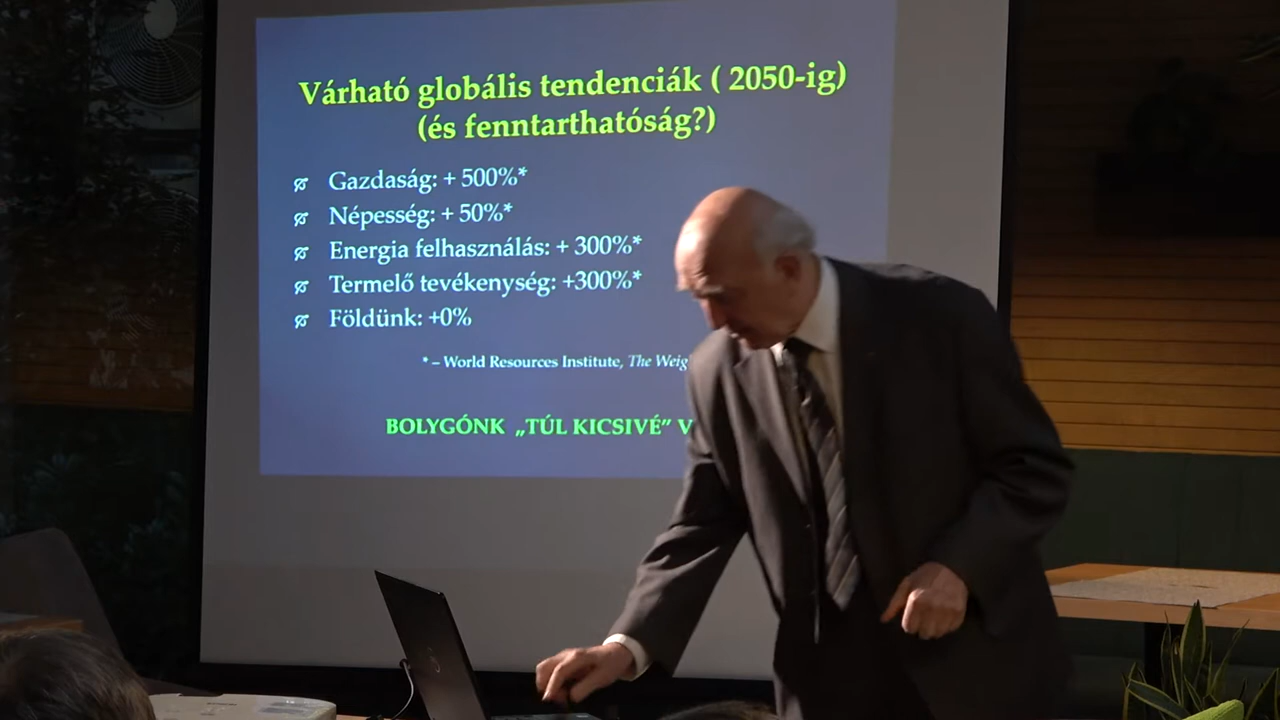 Várható globális tendenciák ( 2050-ig)
(és fenntarthatóság?)
Gazdaság: + 500%*
Népesség: + 50%*
Energia felhasználás: + 300%*
Termelő tevékenység: +300%*
Földünk: +0%
* – World Resources Institute, The Weig
BOLYGÓNK „TÚL KICSIVÉ” V